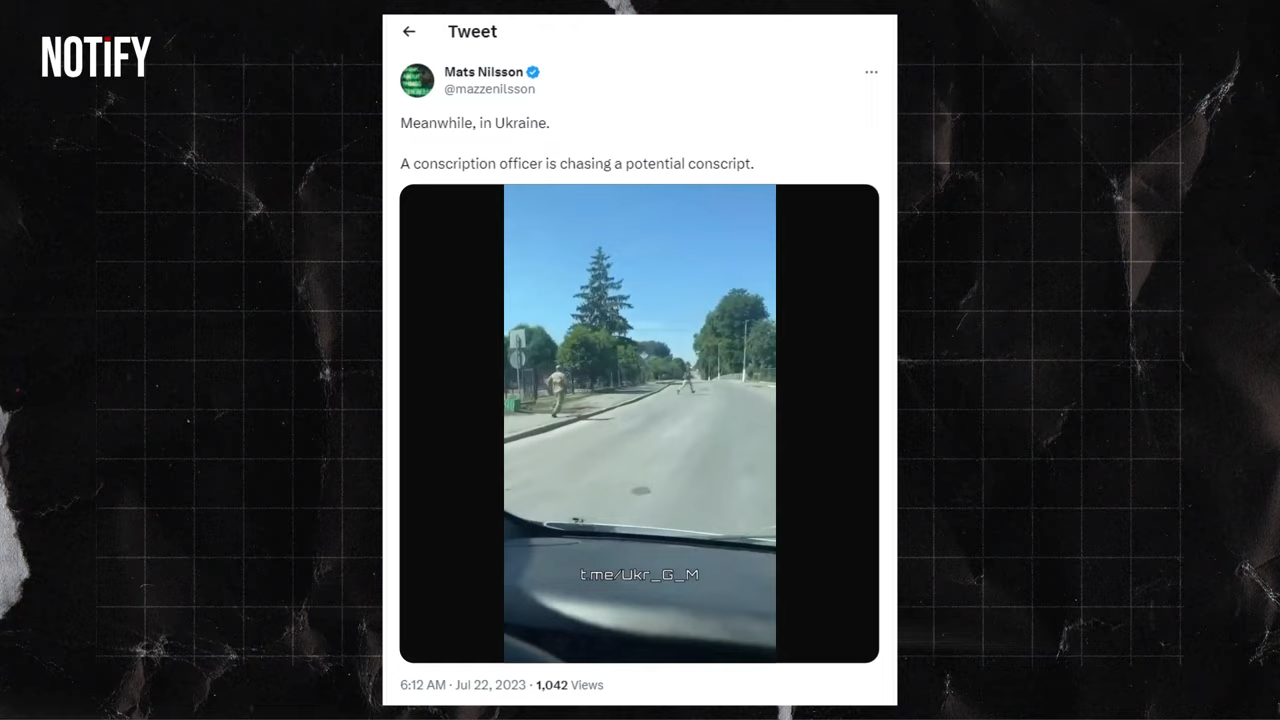 NOTiFY
Tweet
Mats Nilsson
@mazzenilsson
Meanwhile, in Ukraine.
A conscription officer is chasing a potential conscript.
t.me/Ukr_G_M
6:12 AM · Jul 22, 2023 · 1,042 Views